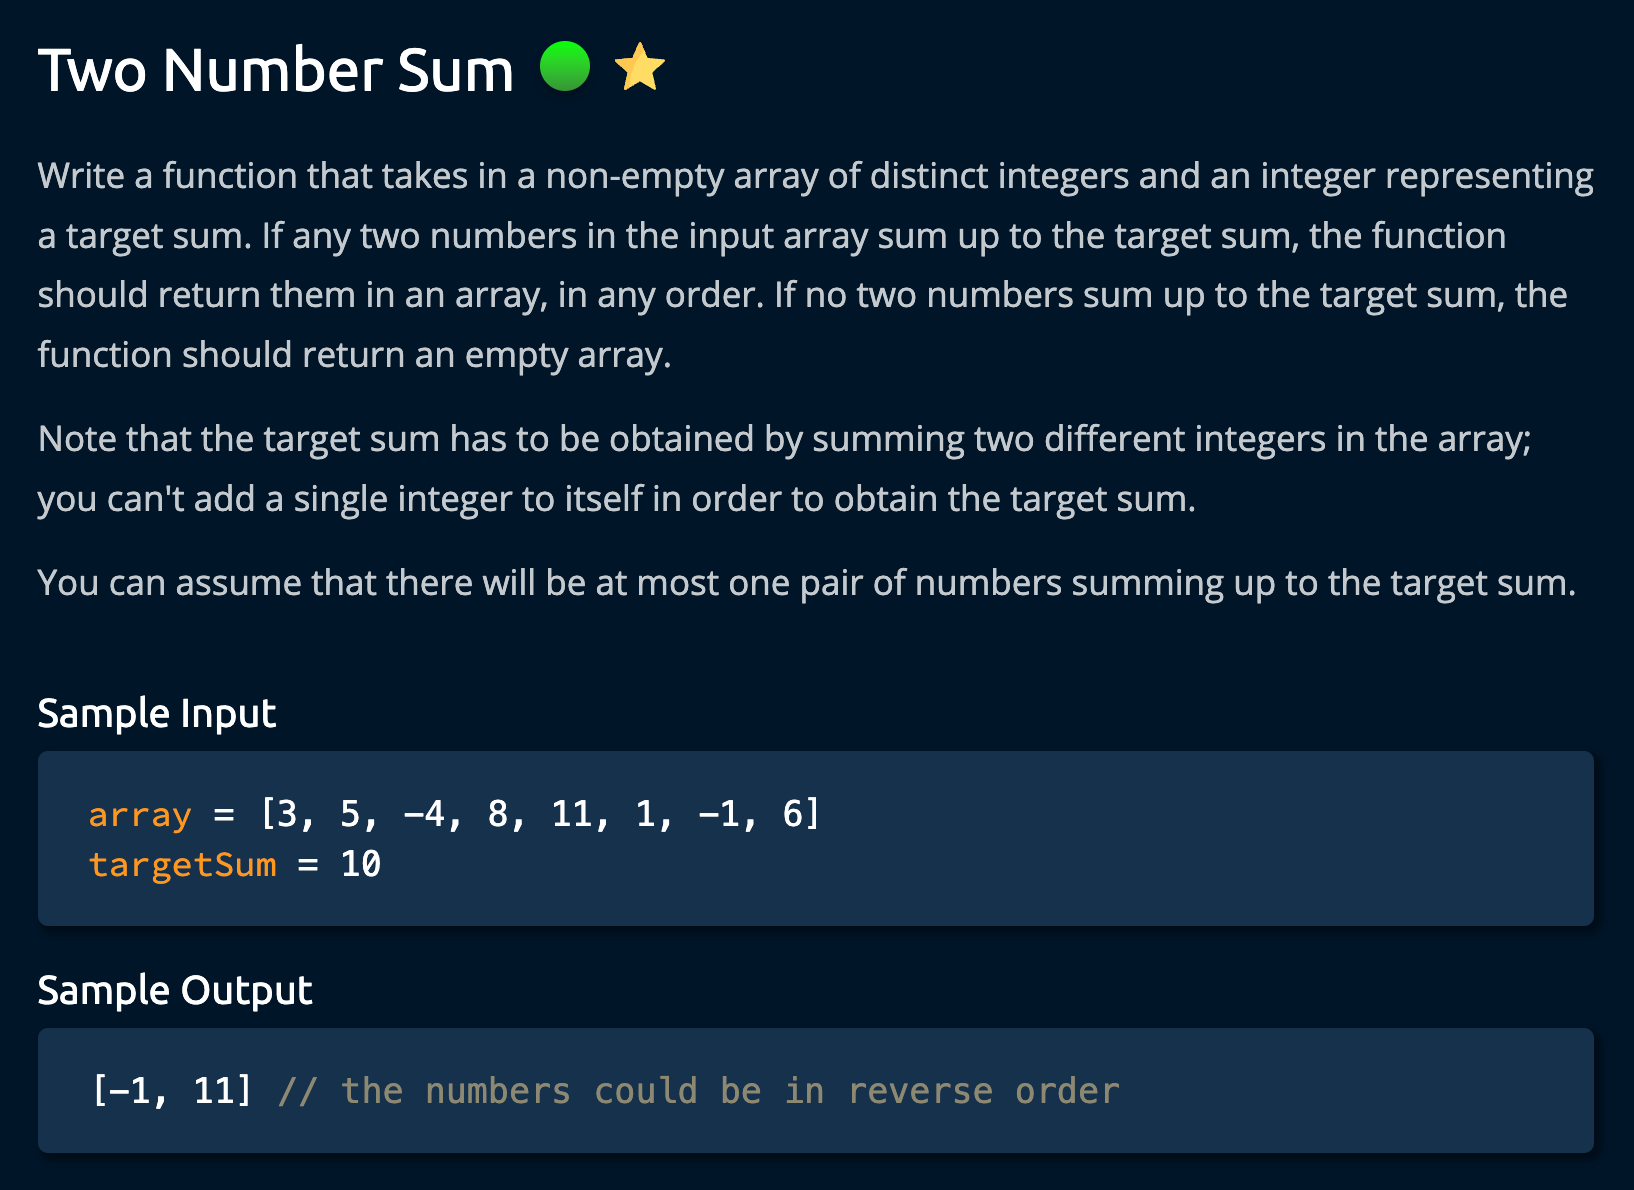 Two Number Sum
Write a function that takes in a non-empty array of distinct integers and an integer representing
a target sum. If any two numbers in the input array sum up to the target sum, the function
should return them in an array, in any order. If no two numbers sum up to the target sum, the
function should return an empty array.
Note that the target sum has to be obtained by summing two different integers in the array;
you can't add a single integer to itself in order to obtain the target sum.
You can assume that there will be at most one pair of numbers summing up to the target sum.
Sample Input
array = [3, 5, -4, 8, 11, 1, -1, 6]
targetSum = 10
Sample Output
[-1, 11] // the numbers could be in reverse order